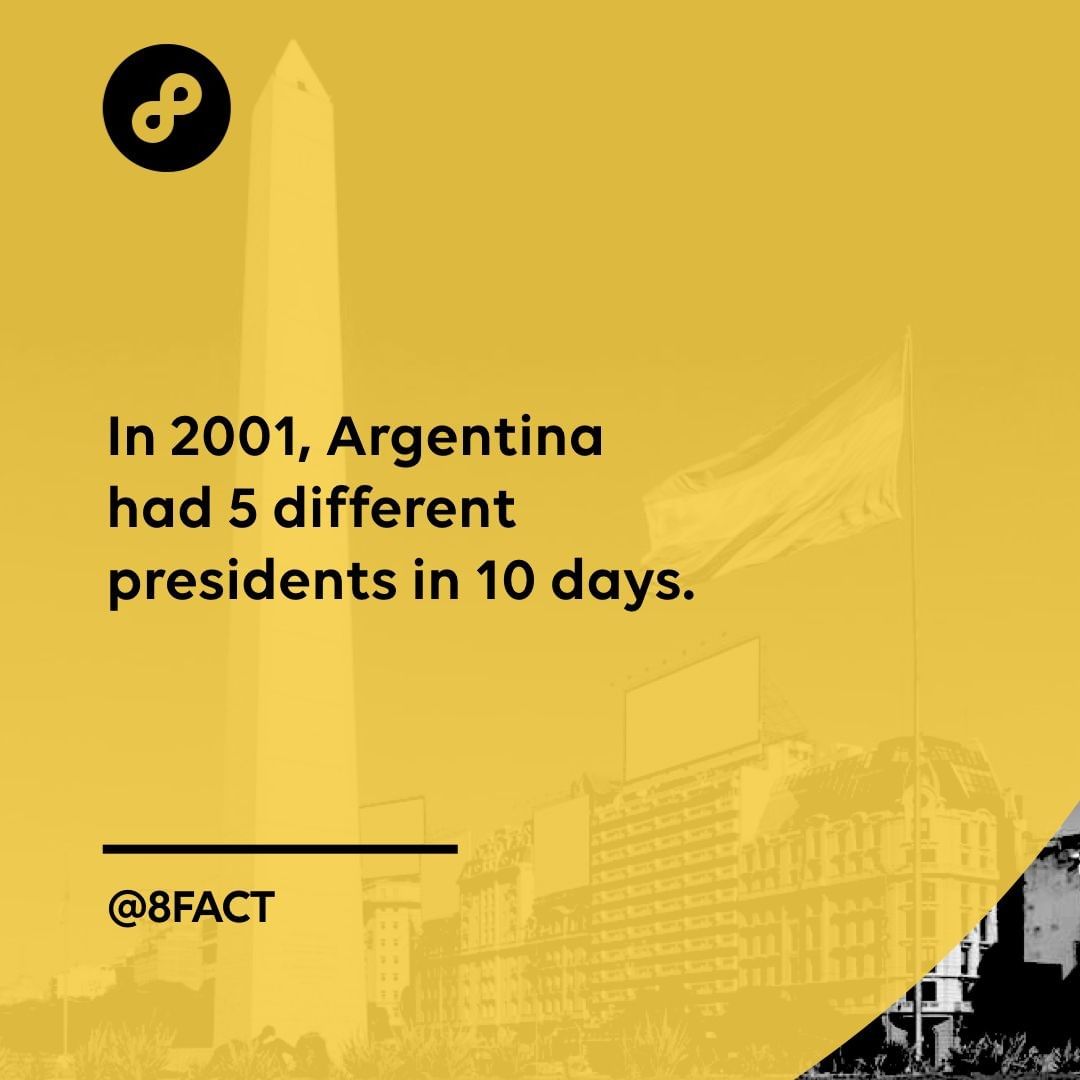 In 2001, Argentina
had 5 different
presidents in 10 days.
@8FACT